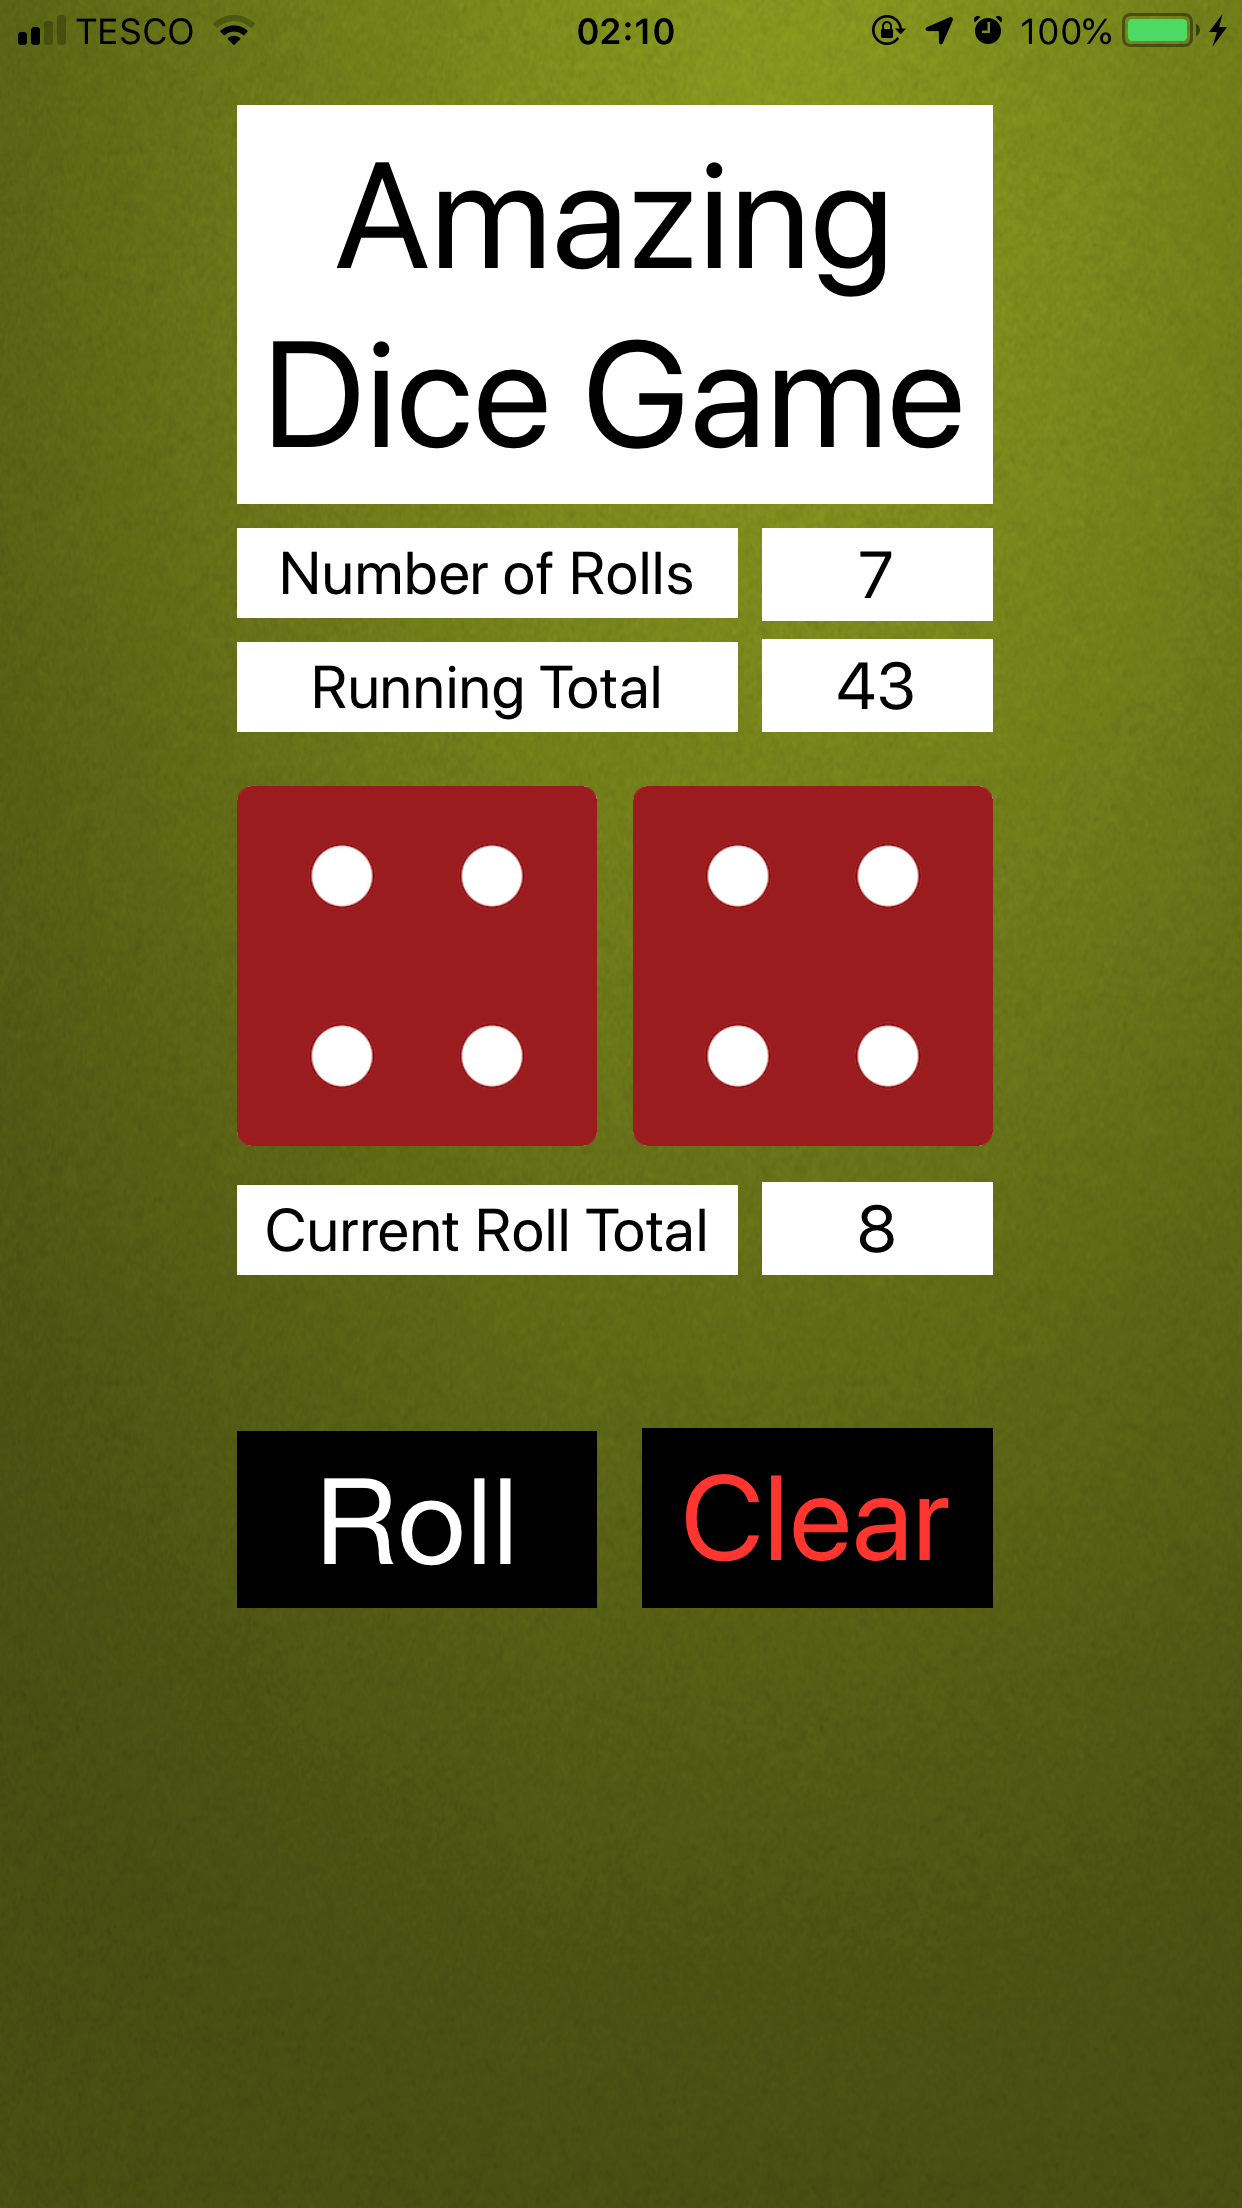 TESCO 02:10 100%
Amazing
Dice Game
Number of Rolls 7
Running Total 43
Current Roll Total 8
Roll Clear